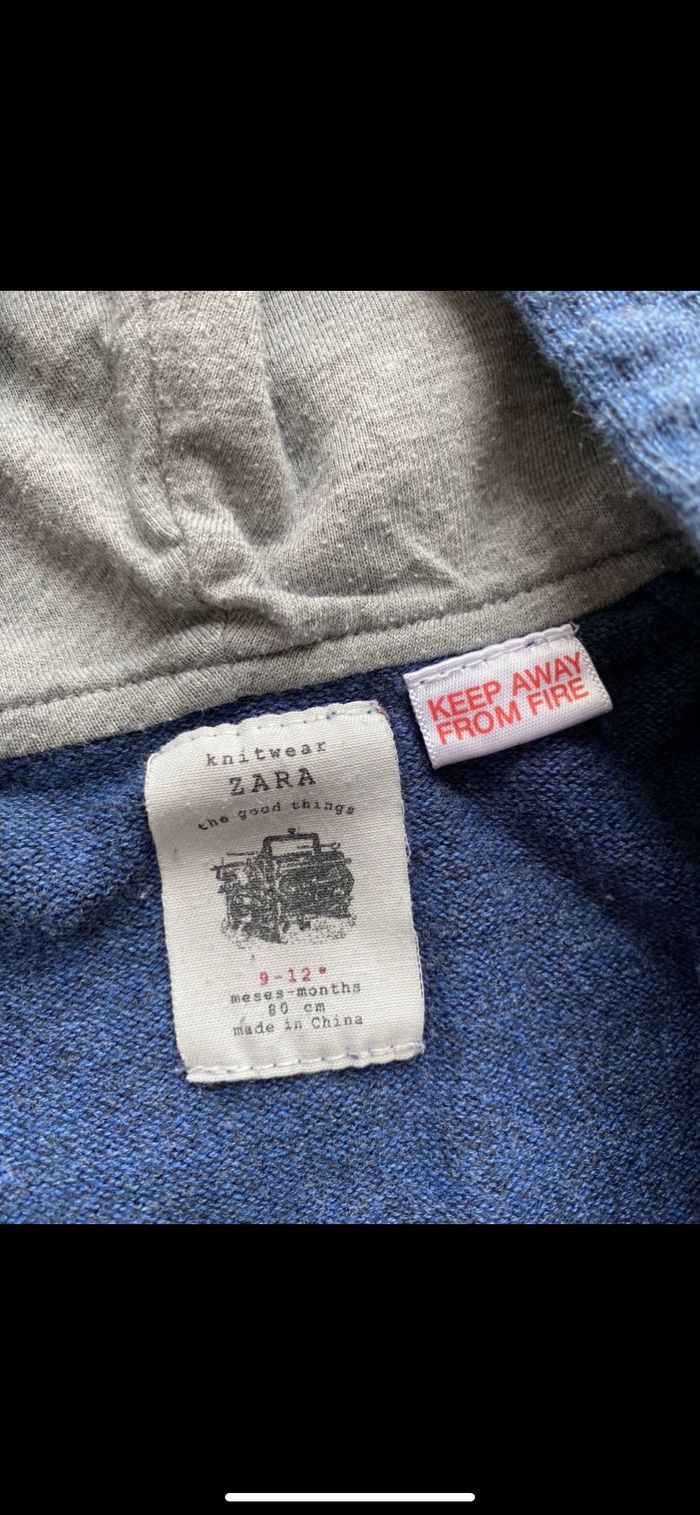 knitwear
ZARA
the good things
9-12*
meses-months
80 cm
made in China
KEEP AWAY
FROM FIRE